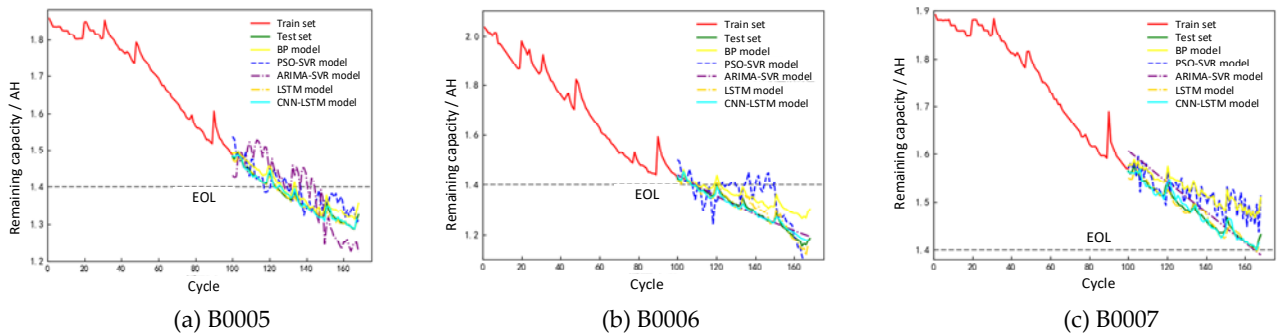 1.8
1.7
1.6
1.5
1.4
1.3
1.2
0
20
40
60
80
100
120
140
160
Remaining capacity / AH
Cycle
EOL
Train set
Test set
BP model
PSO-SVR model
ARIMA-SVR model
LSTM model
CNN-LSTM model
(a) B0005
2.0
1.8
1.6
1.4
1.2
0
20
40
60
80
100
120
140
160
Remaining capacity / AH
Cycle
EOL
Train set
Test set
BP model
PSO-SVR model
ARIMA-SVR model
LSTM model
CNN-LSTM model
(b) B0006
1.9
1.8
1.7
1.6
1.5
1.4
0
20
40
60
80
100
120
140
160
Remaining capacity / AH
Cycle
EOL
Train set
Test set
BP model
PSO-SVR model
ARIMA-SVR model
LSTM model
CNN-LSTM model
(c) B0007